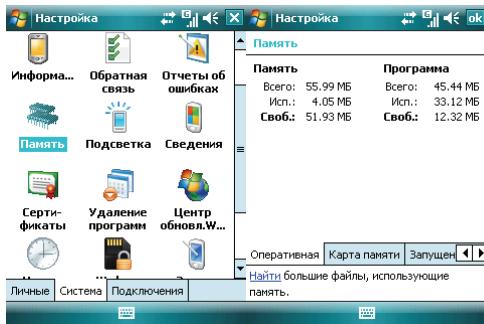 Настройка
Информа... Обратная связь Отчеты об ошибках
Память Подсветка Сведения
Серти-фикаты Удаление программ Центр обновл.W...
Личные Система Подключения
Настройка ok
Память
Память Программа
Всего: 55.99 МБ Всего: 45.44 МБ
Исп.: 4.05 МБ Исп.: 33.12 МБ
Своб.: 51.93 МБ Своб.: 12.32 МБ
Оперативная Карта памяти Запущен
Найти большие файлы, использующие
память.